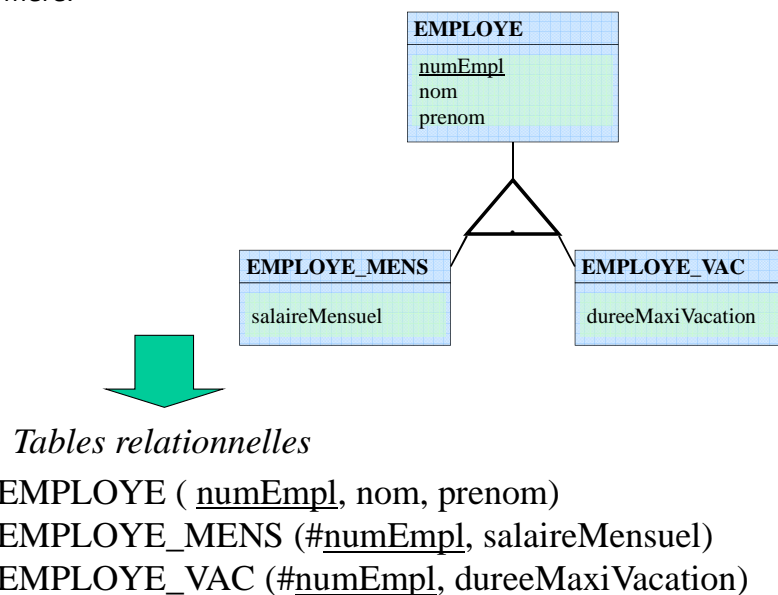 EMPLOYE
numEmpl
nom
prenom
EMPLOYE_MENS
salaireMensuel
EMPLOYE_VAC
dureeMaxiVacation
Tables relationnelles
EMPLOYE ( numEmpl, nom, prenom)
EMPLOYE_MENS (#numEmpl, salaireMensuel)
EMPLOYE_VAC (#numEmpl, dureeMaxiVacation)